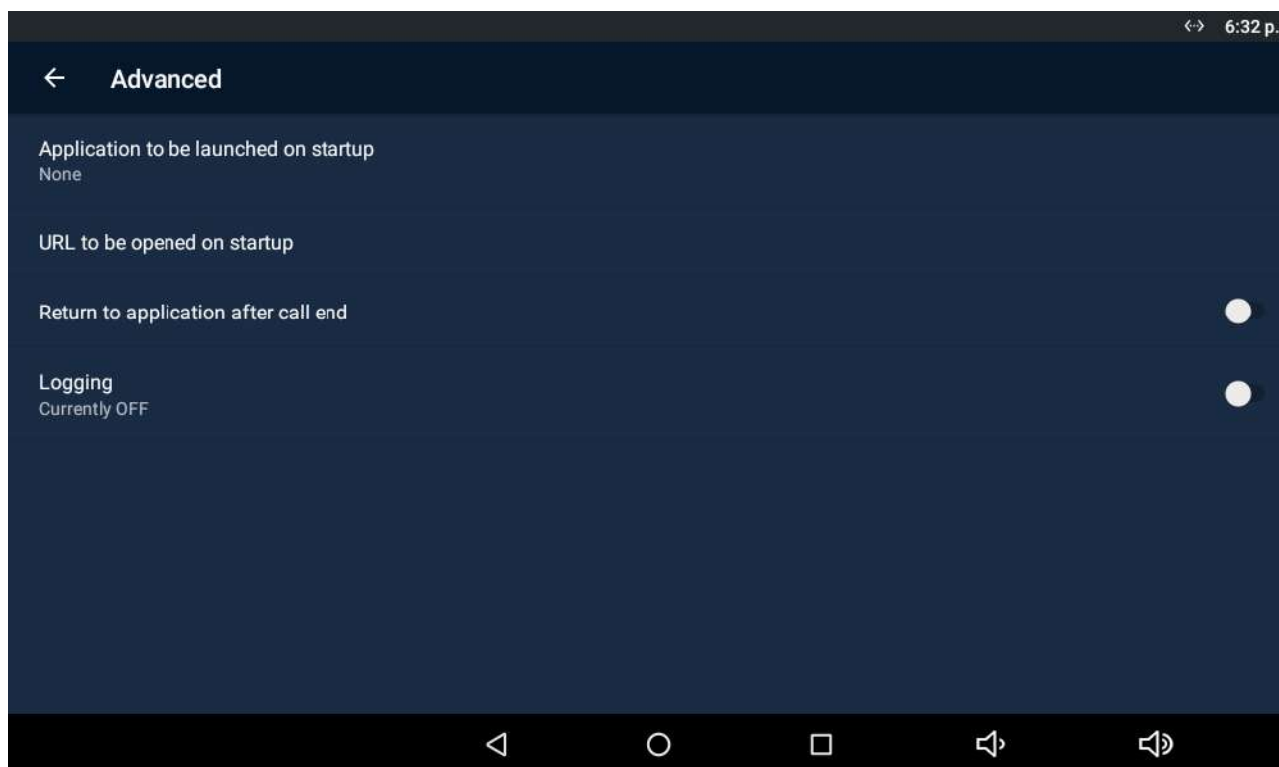 6:32 p.
Advanced
Application to be launched on startup
None
URL to be opened on startup
Return to application after call end
Logging
Currently OFF